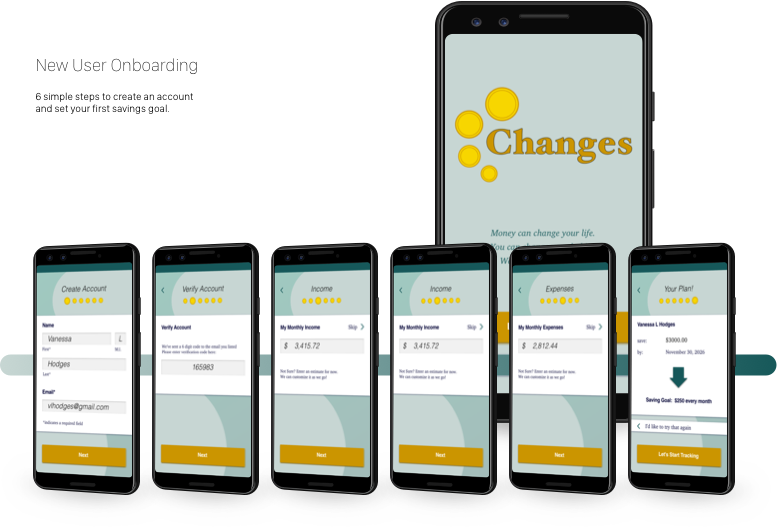 New User Onboarding
6 simple steps to create an account
and set your first savings goal.
Changes
Money can change your life.
Create Account
Name
Vanessa
L
First*
M.I.
Hodges
Last*
Email*
vlhodges@gmail.com
*Indicates a required field
Next
Verify Account
Verify Account
We've sent a 6 digit code to the email you listed
Please enter verification code here:
165983
Next
Income
My Monthly Income
Skip
$ 3,415.72
Not Sure? Enter an estimate for now.
We can customize it as we go!
Next
Income
My Monthly Income
Skip
$ 3,415.72
Not Sure? Enter an estimate for now.
We can customize it as we go!
Next
Expenses
My Monthly Expenses
Skip
$ 2,812.44
Not Sure? Enter an estimate for now.
We can customize it as we go!
Next
Your Plan!
Vanessa L Hodges
save: $3000.00
by: November 30, 2020
Saving Goal: $250 every month
I'd like to try that again
Let's Start Tracking